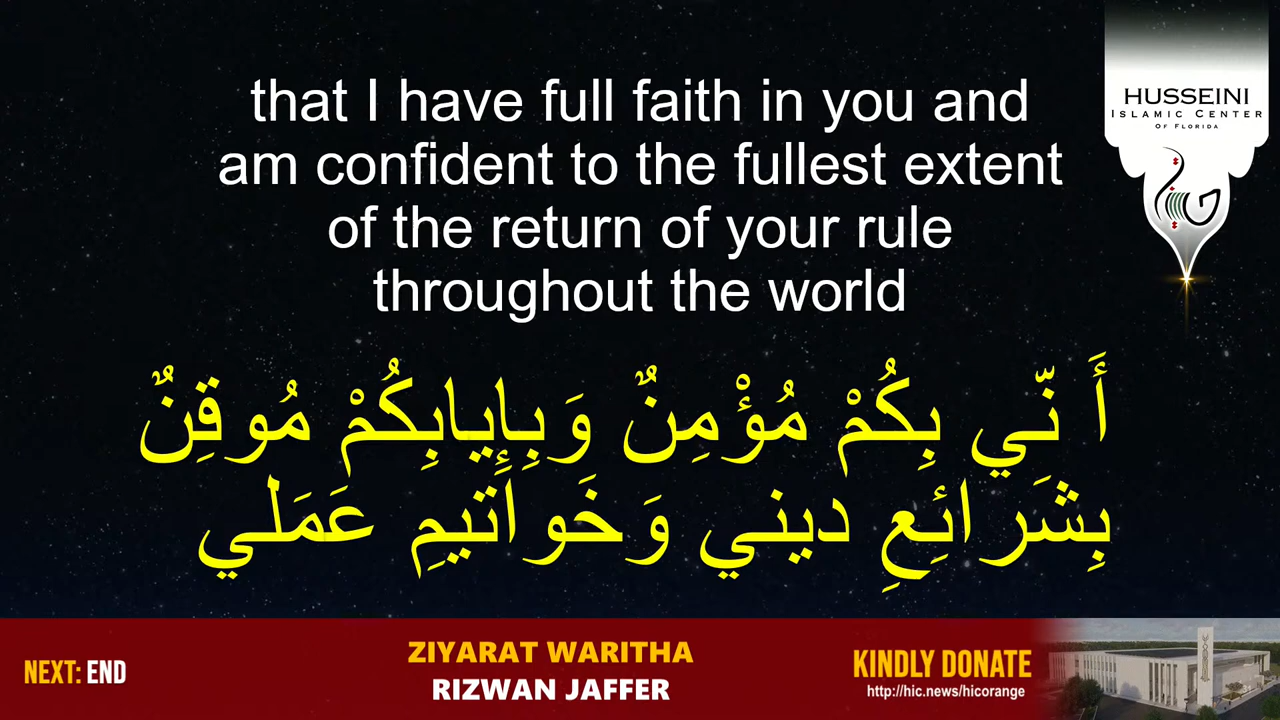 that I have full faith in you and
am confident to the fullest extent
of the return of your rule
throughout the world
أَ نّي بِكُمْ مُؤْمِنٌ وَبِإِيابِكُمْ مُوقِنٌ
بِشَرائِعِ ديني وَخَواتيمِ عَمَلي
HUSSEINI
ISLAMIC CENTER
OF FLORIDA
NEXT: END
ZIYARAT WARITHA
RIZWAN JAFFER
KINDLY DONATE
http://hic.news/hicorange